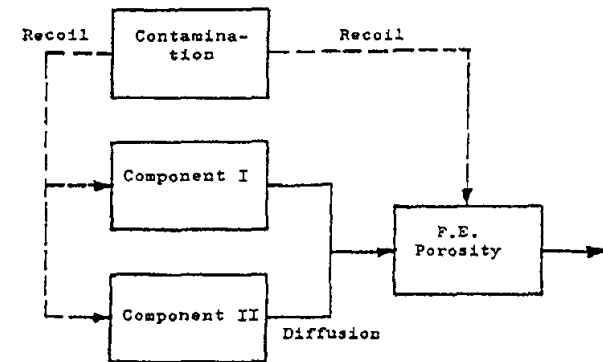 Recoil
Contamina-
tion
Recoil
Component I
F.E.
Porosity
Component II
Diffusion